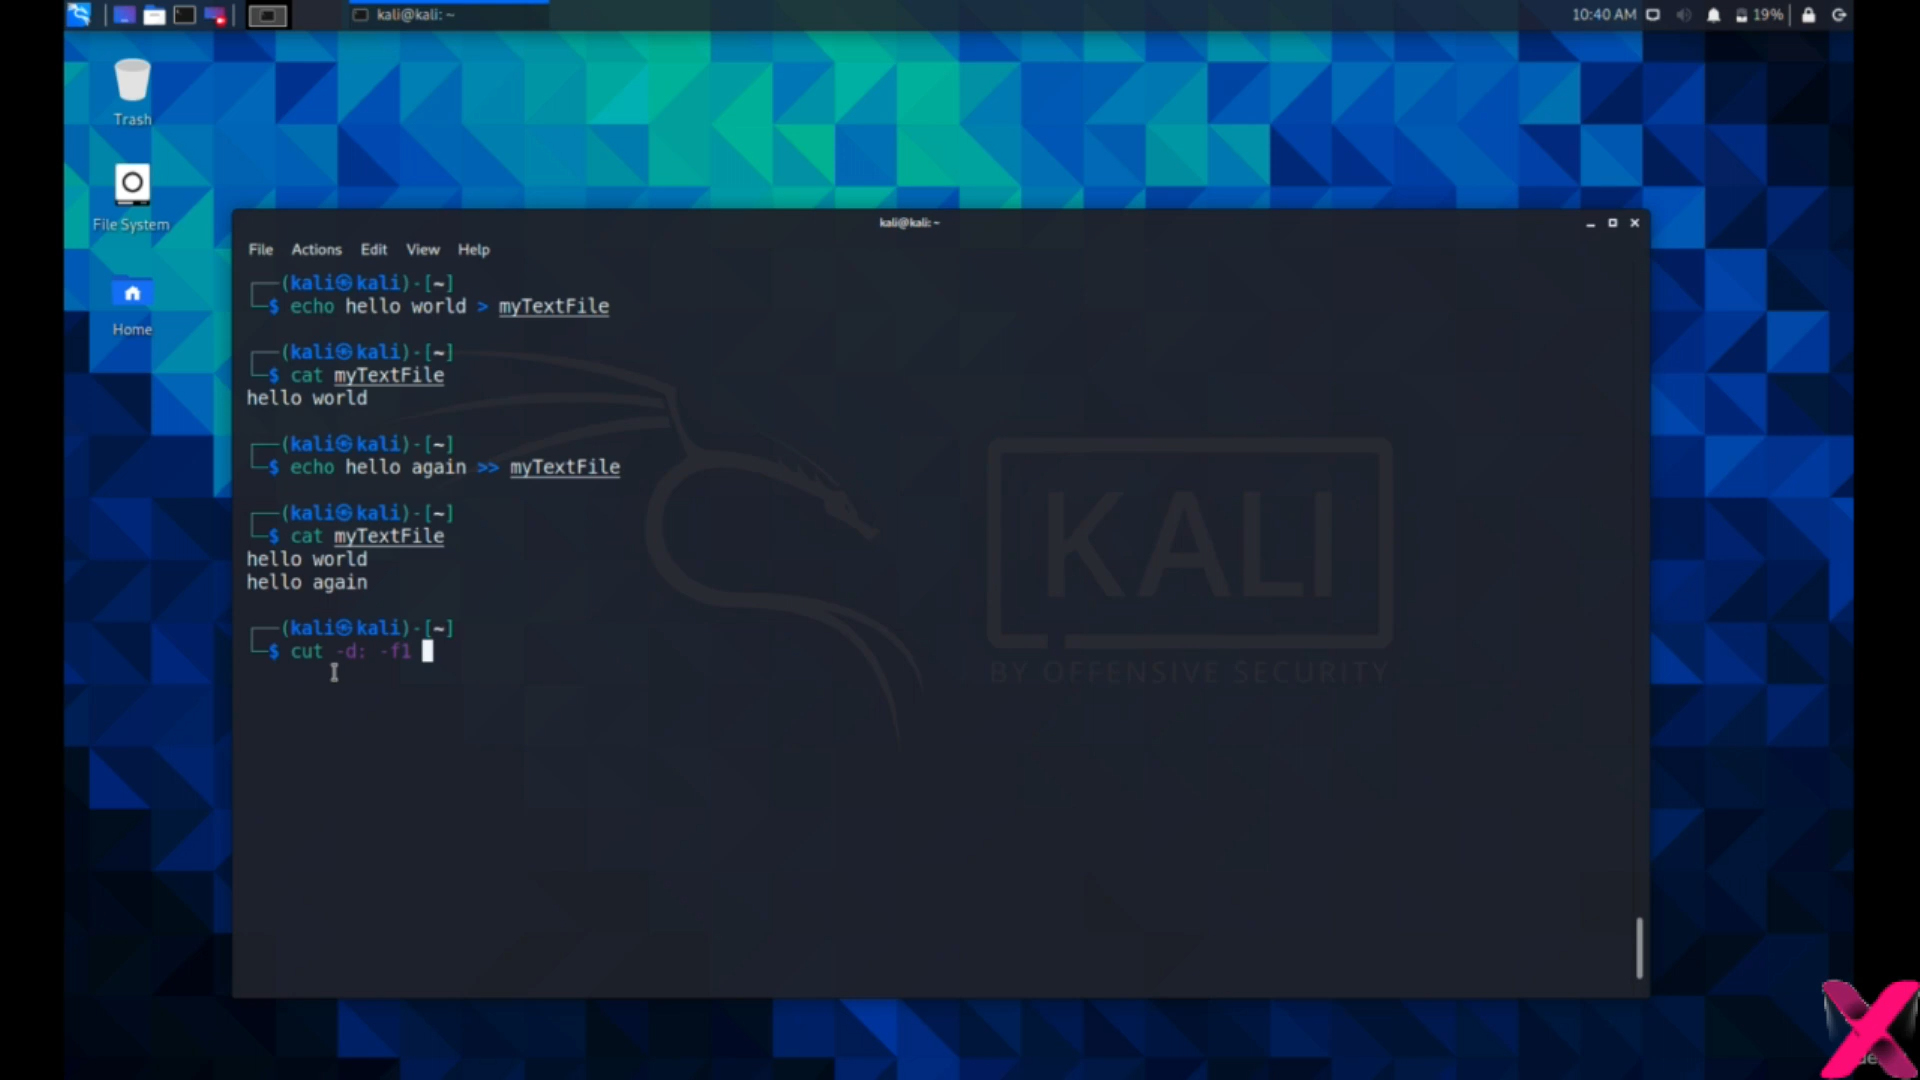 kali@kali: ~
10:40 AM
19%
Trash
File System
Home
kali@kali: ~
File Actions Edit View Help
(kali㉿kali)-[~]
$ echo hello world > myTextFile
(kali㉿kali)-[~]
$ cat myTextFile
hello world
(kali㉿kali)-[~]
$ echo hello again >> myTextFile
(kali㉿kali)-[~]
$ cat myTextFile
hello world
hello again
(kali㉿kali)-[~]
$ cut -d: -f1
KALI
BY OFFENSIVE SECURITY